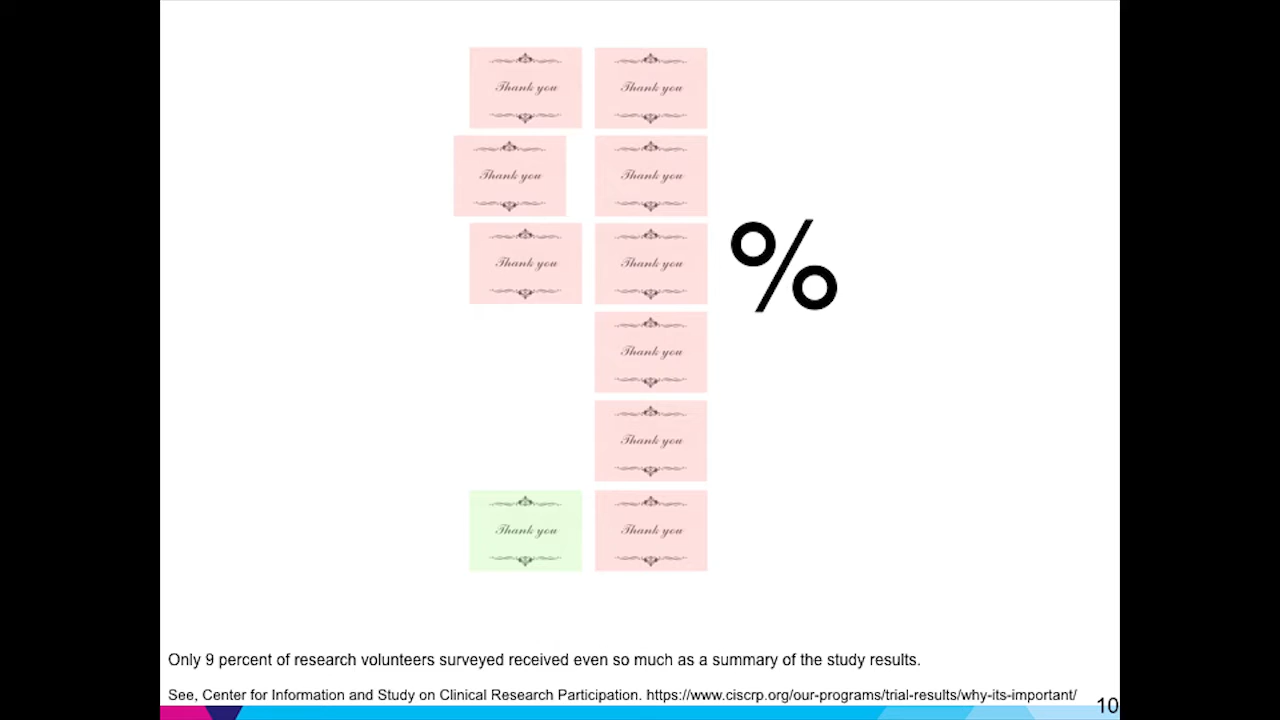 Thank you Thank you
Thank you Thank you
Thank you Thank you
%
Thank you
Thank you
Thank you Thank you
Only 9 percent of research volunteers surveyed received even so much as a summary of the study results.
See, Center for Information and Study on Clinical Research Participation. https://www.ciscrp.org/our-programs/trial-results/why-its-important/
10